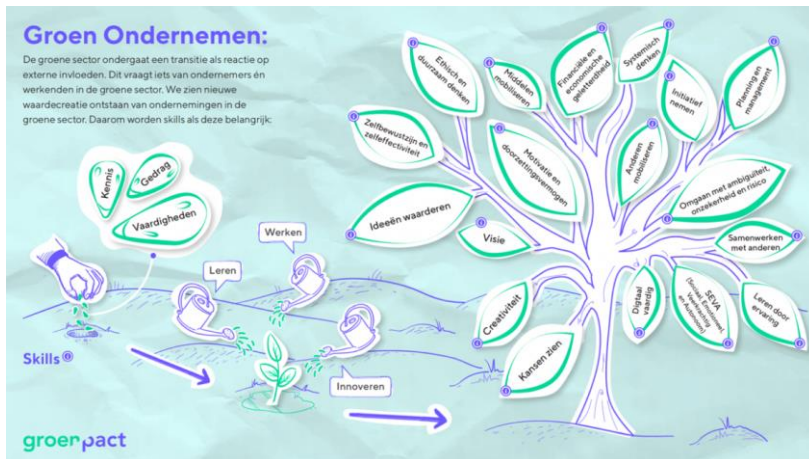 Groen Ondernemen:
De groene sector ondergaat een transitie als reactie op
externe invloeden. Dit vraagt iets van ondernemers én
werkenden in de groene sector. We zien nieuwe
waardecreatie ontstaan van ondernemingen in de
groene sector. Daarom worden skills als deze belangrijk:
Kennis
Gedrag
Vaardigheden
Skills
Leren
Werken
Innoveren
Ethisch en
duurzaam denken
Middelen
mobiliseren
Financiële en
economische
geletterdheid
Systemisch
denken
Initiatief
nemen
Planning en
management
Zelfbewustzijn en
zelfeffectiviteit
Motivatie en
doorzettingsvermogen
Anderen
mobiliseren
Omgaan met ambiguïteit,
onzekerheid en risico
Ideeën waarderen
Visie
Samenwerken
met anderen
Creativiteit
Kansen zien
Digitaal
vaardig
SEVA
(Sociaal, Emotioneel,
Veerkrachtig
en Autonoom)
Leren door
ervaring
groenpact